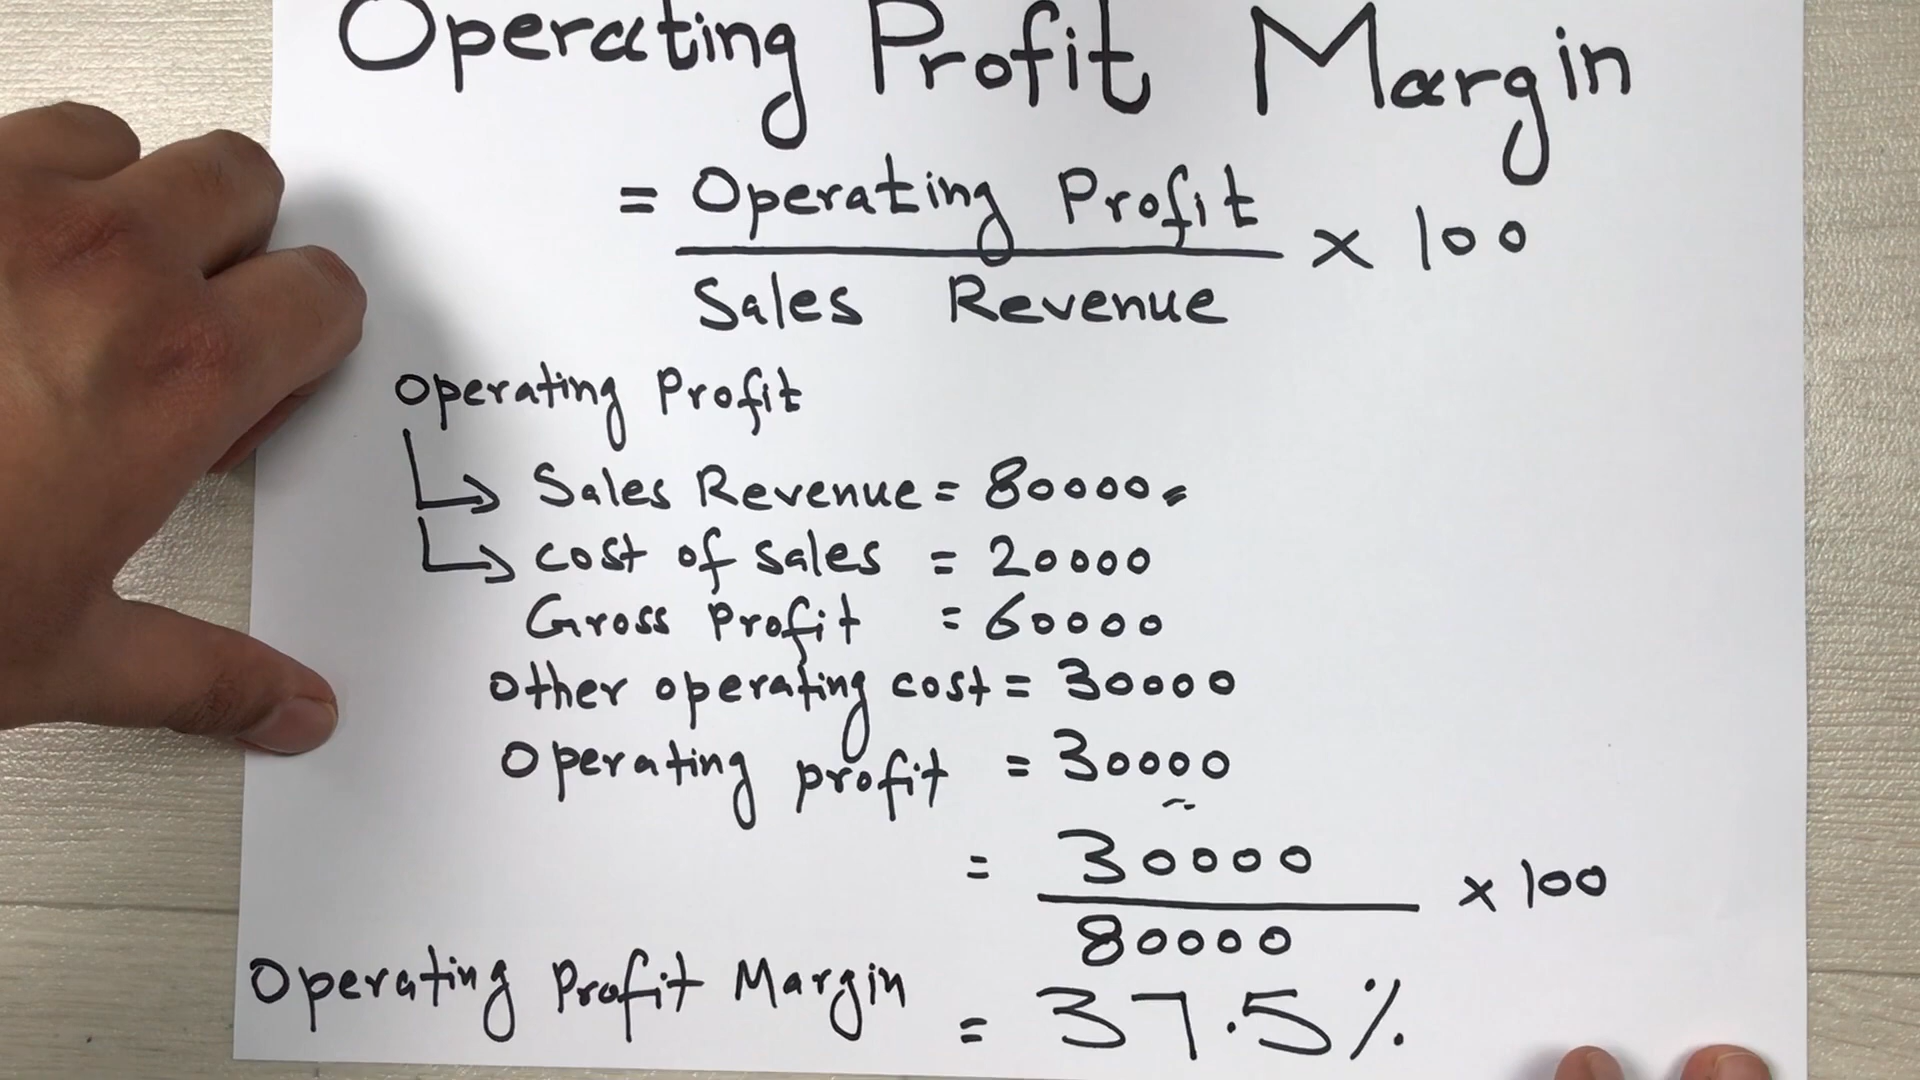 Operating Profit Margin
= Operating Profit
Sales Revenue
× 100
Operating Profit
Sales Revenue = 80000
cost of sales = 20000
Gross Profit = 60000
other operating cost = 30000
Operating profit = 30000
= 30000
80000
× 100
Operating Profit Margin = 37.5%